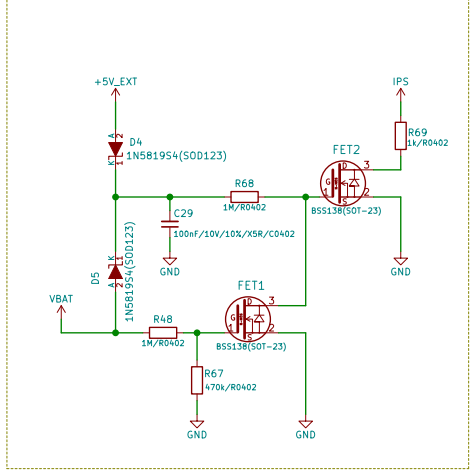 +5V_EXT
IPS
A
2
D4
1N5819S4(SOD123)
K
1
R69
1k/R0402
FET2
D
3
G
1
2
S
BSS138(SOT-23)
R68
1M/R0402
C29
100nF/10V/10%/X5R/C0402
GND
GND
K
1
D5
1N5819S4(SOD123)
A
2
VBAT
FET1
D
3
G
1
2
S
BSS138(SOT-23)
R48
1M/R0402
R67
470k/R0402
GND
GND